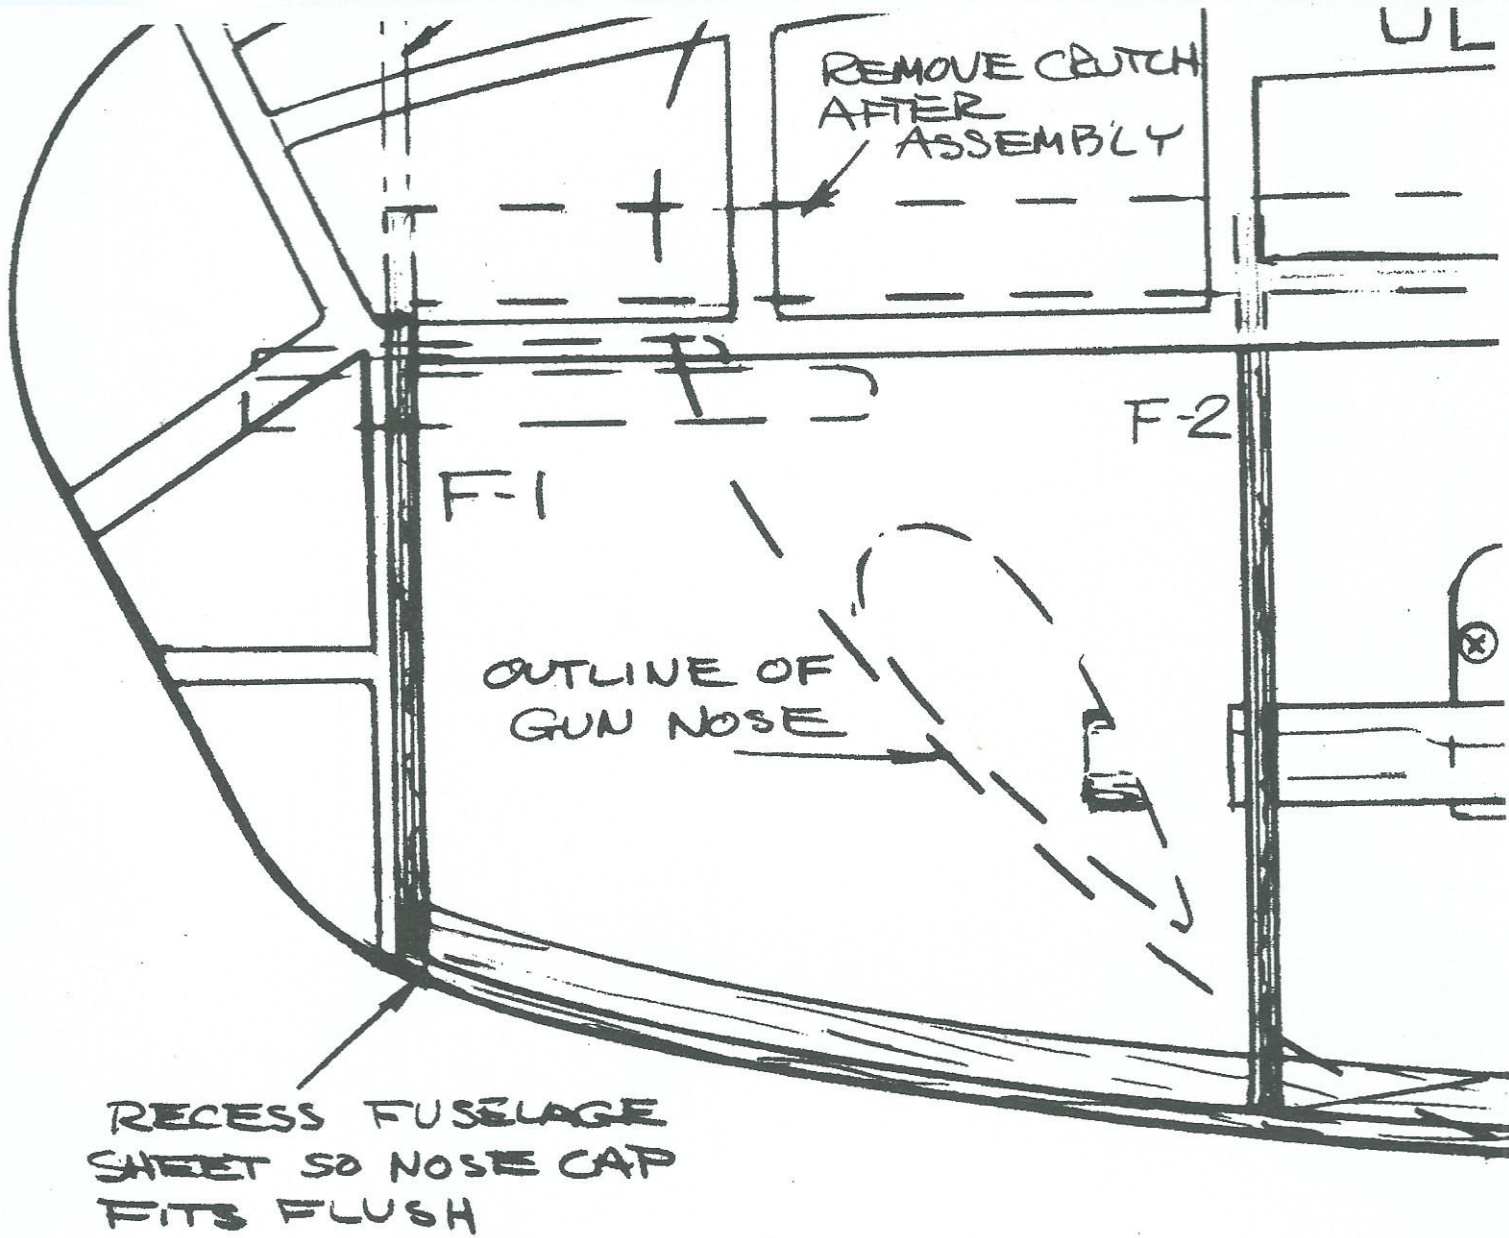 UL
REMOVE CRUTCH
AFTER
ASSEMBLY
F-2
F-1
OUTLINE OF
GUN NOSE
RECESS FUSELAGE
SHEET SO NOSE CAP
FITS FLUSH